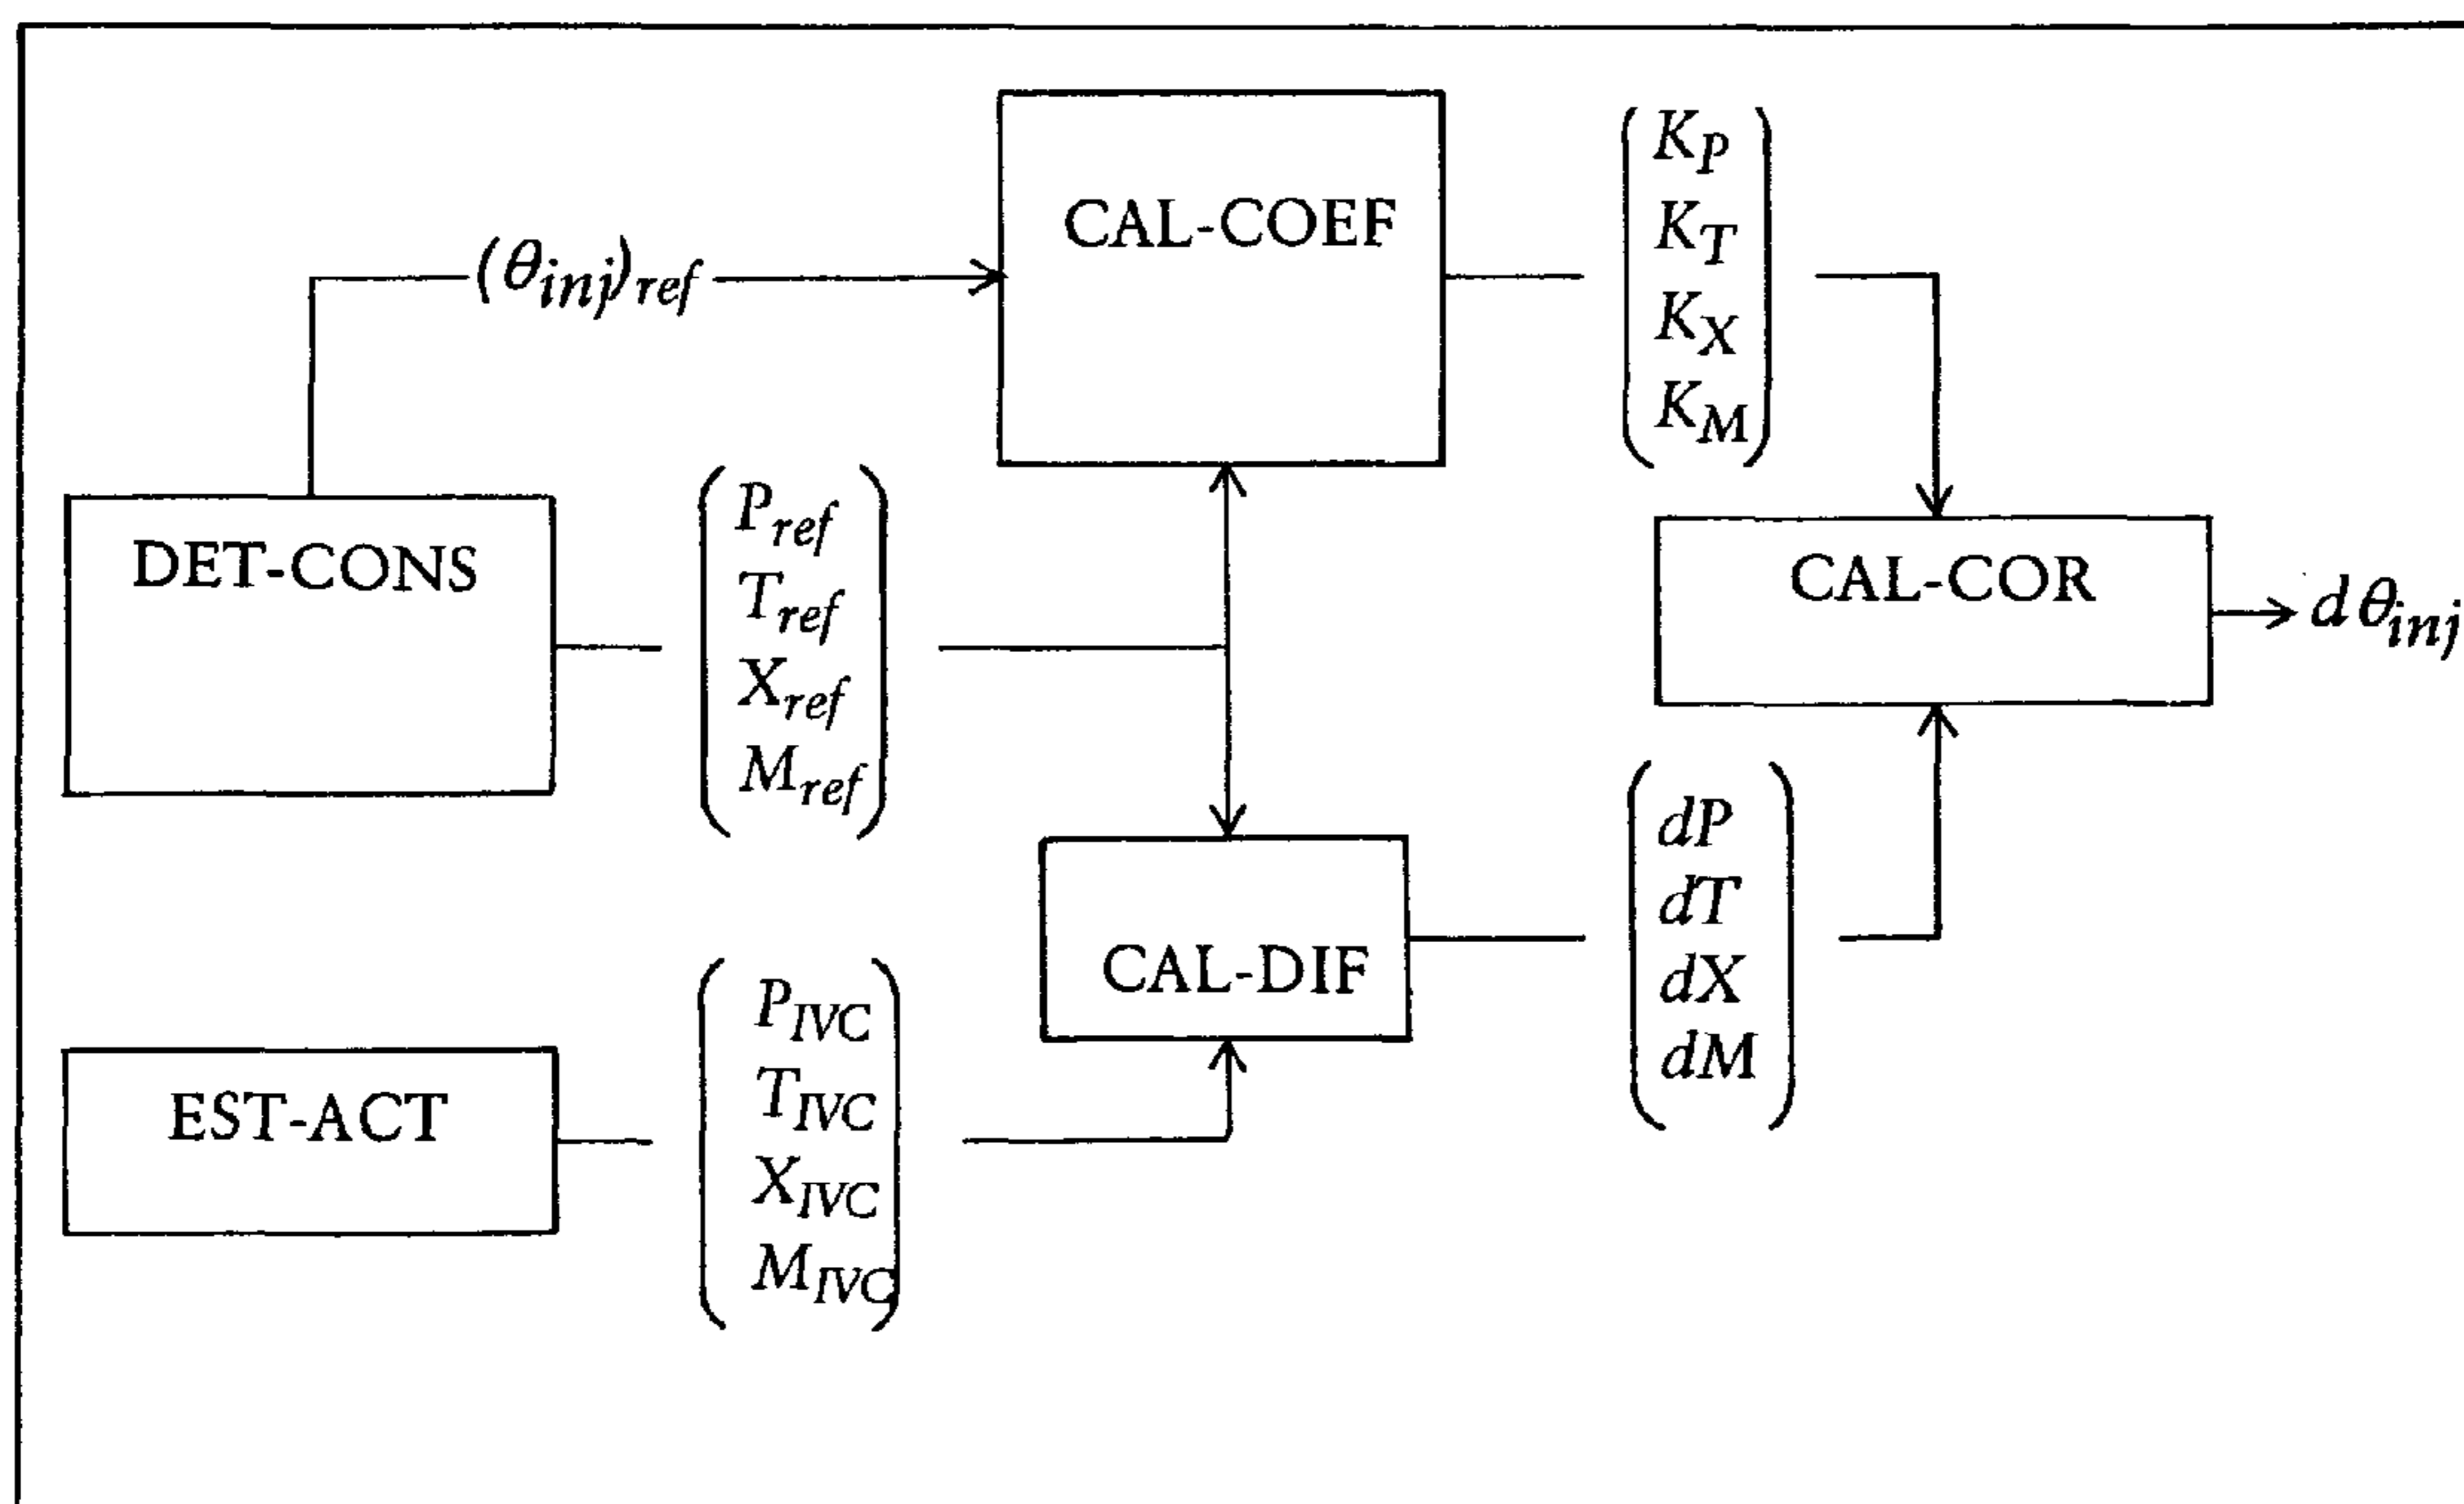 CAL-COEF
(θinj)ref
KP
KT
KX
KM
DET-CONS
Pref
Tref
Xref
Mref
CAL-COR
dθinj
CAL-DIF
dP
dT
dX
dM
EST-ACT
PIVC
TIVC
XIVC
MIVC